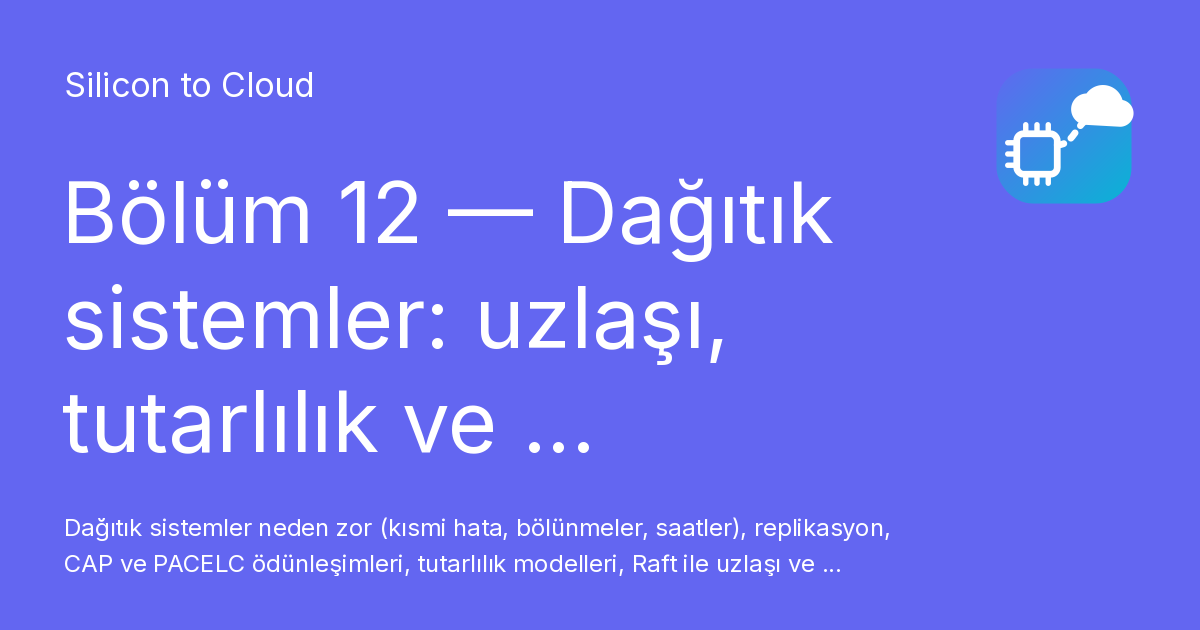 Silicon to Cloud
Bölüm 12 — Dağıtık
sistemler: uzlaşı,
tutarlılık ve ...
Dağıtık sistemler neden zor (kısmi hata, bölünmeler, saatler), replikasyon,
CAP ve PACELC ödünleşimleri, tutarlılık modelleri, Raft ile uzlaşı ve ...